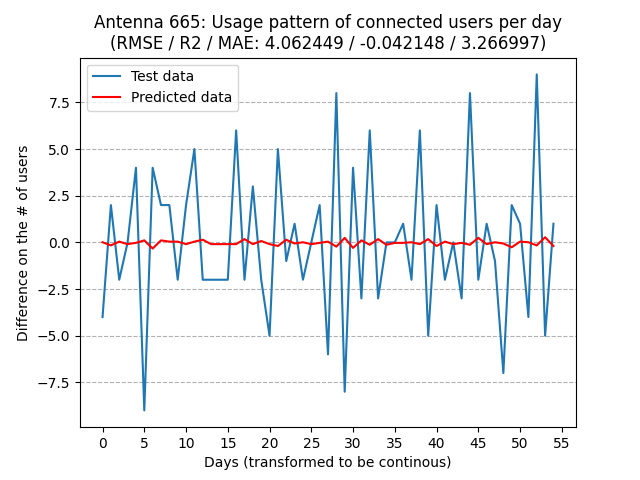 Antenna 665: Usage pattern of connected users per day
(RMSE / R2 / MAE: 4.062449 / -0.042148 / 3.266997)
Test data
Predicted data
Difference on the # of users
7.5
5.0
2.5
0.0
−2.5
−5.0
−7.5
0 5 10 15 20 25 30 35 40 45 50 55
Days (transformed to be continous)